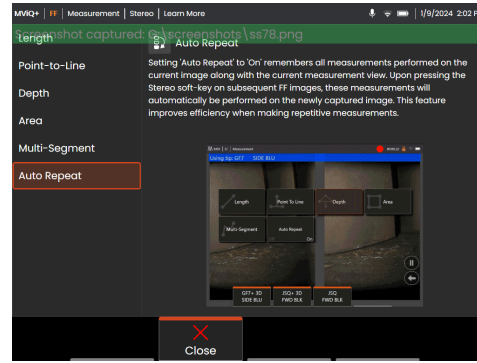 MViQ+ | FF | Measurement | Stereo | Learn More 1/9/2024 2:02 P
Screenshot captured: G:\screenshots\ss78.png
Length
Auto Repeat
Point-to-Line
Depth
Area
Multi-Segment
Auto Repeat
Setting 'Auto Repeat' to 'On' remembers all measurements performed on the
current image along with the current measurement view. Upon pressing the
Stereo soft-key on subsequent FF images, these measurements will
automatically be performed on the newly captured image. This feature
improves efficiency when making repetitive measurements.
Using tip: GF7 SIDE BLU
Length Point To Line Depth Area
Multi-Segment Auto Repeat
On
GF7+ 3D JSQ+ 3D JSQ
SIDE BLU FWD BLK FWD BLK
Close